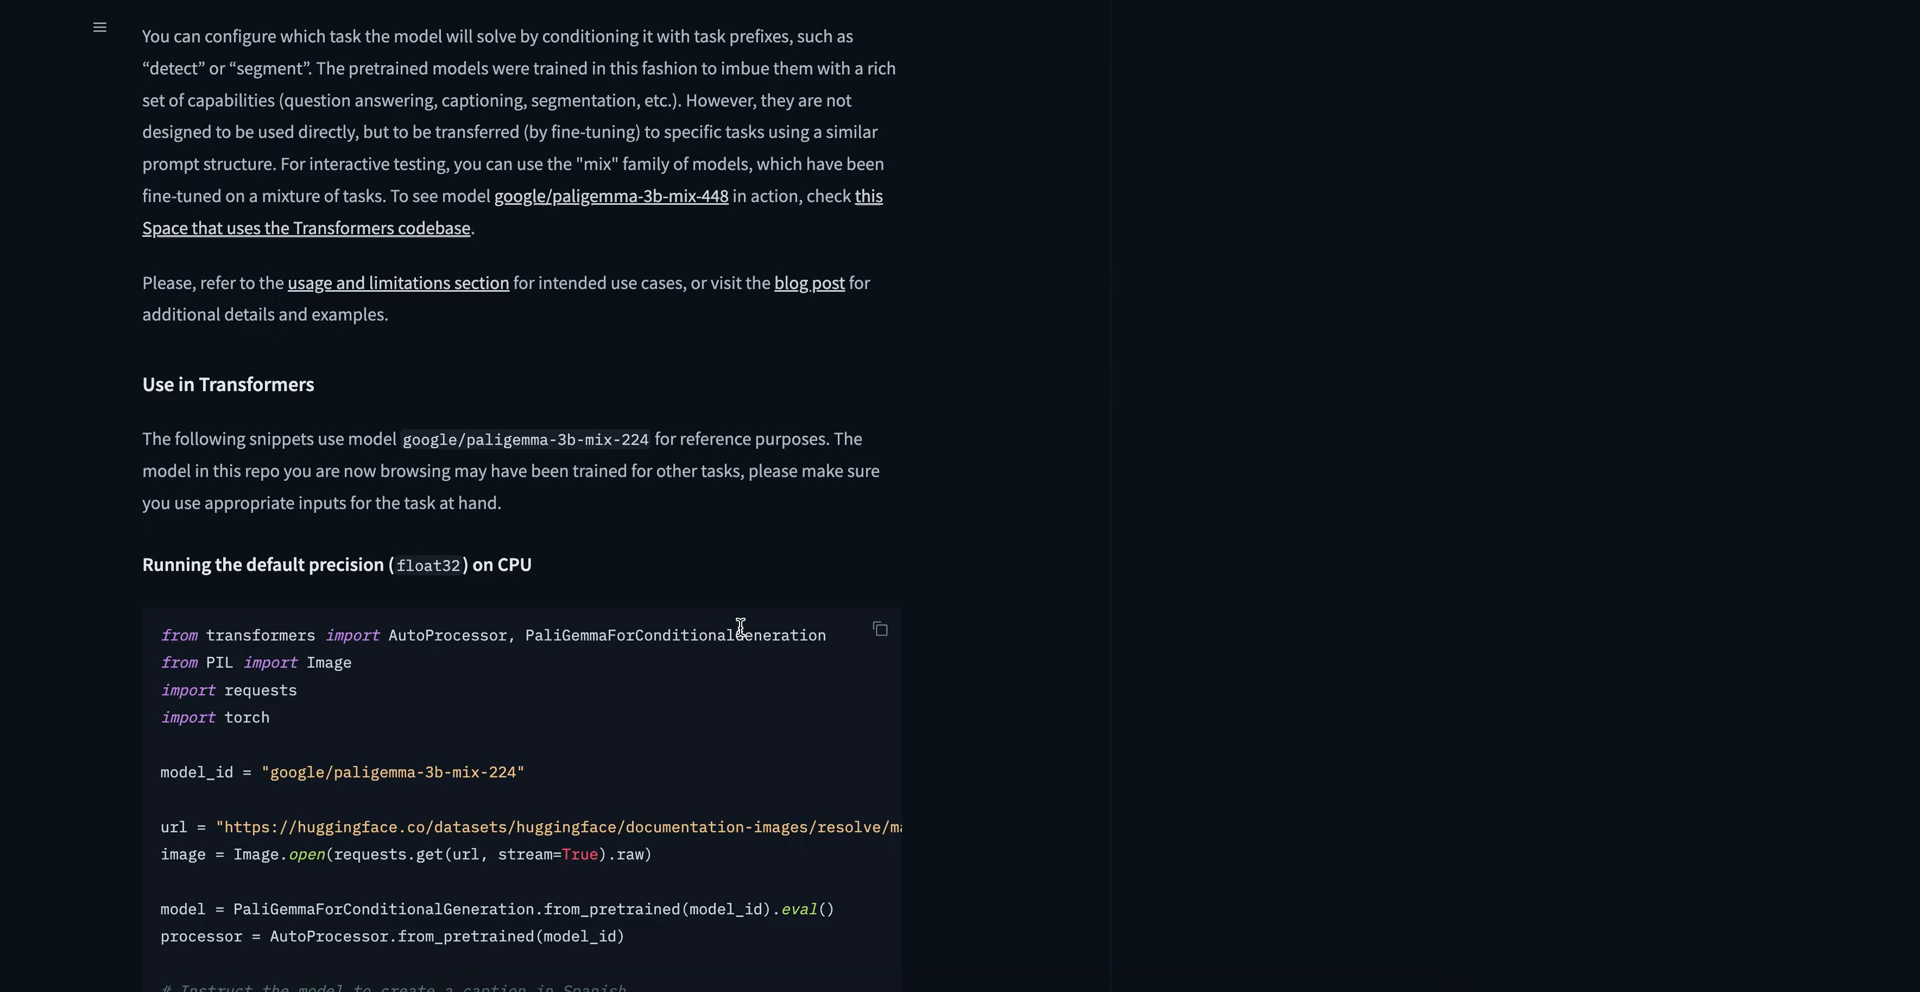 You can configure which task the model will solve by conditioning it with task prefixes, such as
“detect” or “segment”. The pretrained models were trained in this fashion to imbue them with a rich
set of capabilities (question answering, captioning, segmentation, etc.). However, they are not
designed to be used directly, but to be transferred (by fine-tuning) to specific tasks using a similar
prompt structure. For interactive testing, you can use the "mix" family of models, which have been
fine-tuned on a mixture of tasks. To see model google/paligemma-3b-mix-448 in action, check this
Space that uses the Transformers codebase.
Please, refer to the usage and limitations section for intended use cases, or visit the blog post for
additional details and examples.
Use in Transformers
The following snippets use model google/paligemma-3b-mix-224 for reference purposes. The
model in this repo you are now browsing may have been trained for other tasks, please make sure
you use appropriate inputs for the task at hand.
Running the default precision (float32) on CPU
from transformers import AutoProcessor, PaliGemmaForConditionalGeneration
from PIL import Image
import requests
import torch
model_id = "google/paligemma-3b-mix-224"
url = "https://huggingface.co/datasets/huggingface/documentation-images/resolve/ma
image = Image.open(requests.get(url, stream=True).raw)
model = PaliGemmaForConditionalGeneration.from_pretrained(model_id).eval()
processor = AutoProcessor.from_pretrained(model_id)
# Instruct the model to create a caption in Spanish